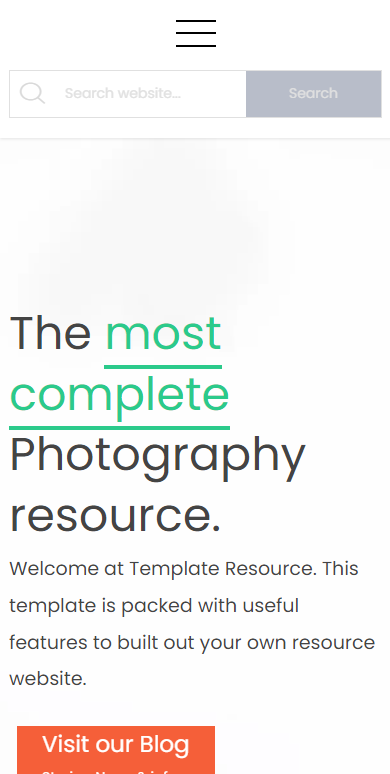 Search website...
Search
The most
complete
Photography
resource.
Welcome at Template Resource. This
template is packed with useful
features to built out your own resource
website.
Visit our Blog